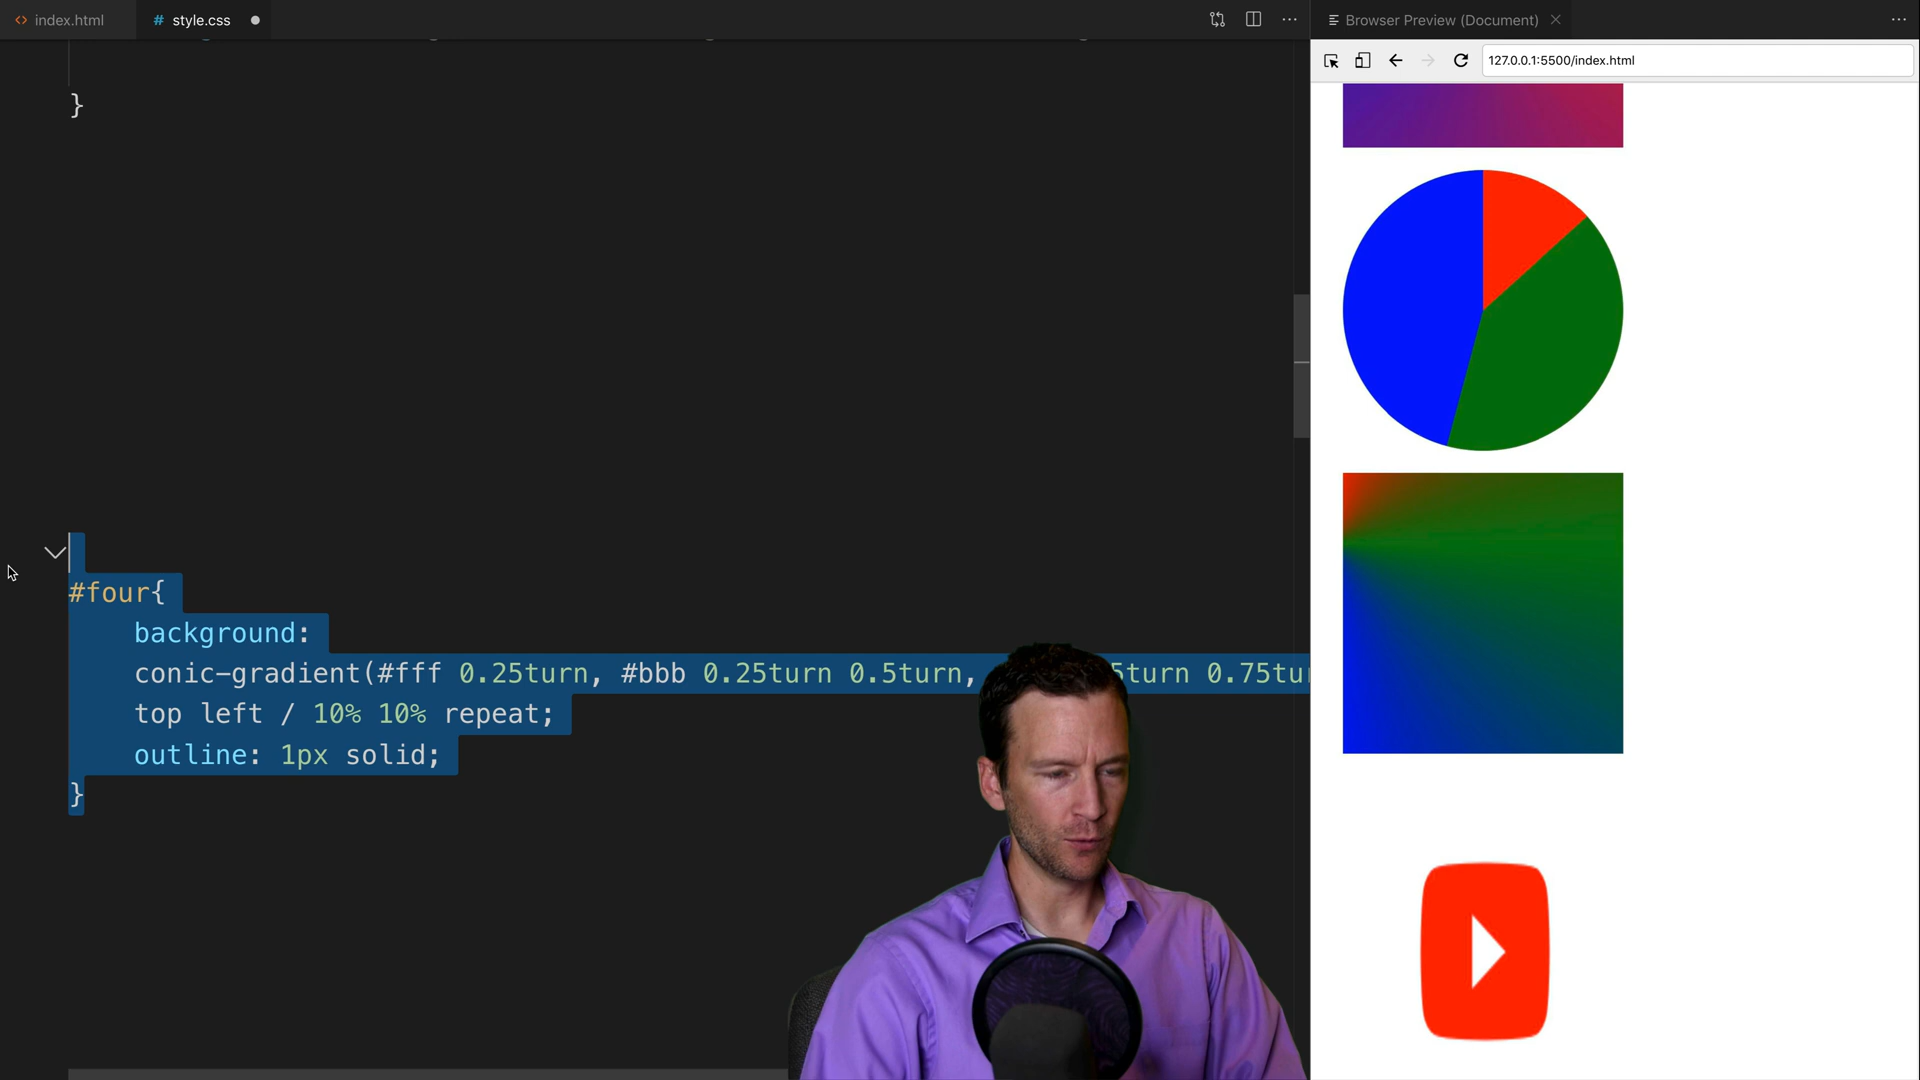 index.html
# style.css
Browser Preview (Document)
127.0.0.1:5500/index.html
}
#four{
background:
conic-gradient(#fff 0.25turn, #bbb 0.25turn 0.5turn,
top left / 10% 10% repeat;
outline: 1px solid;
}